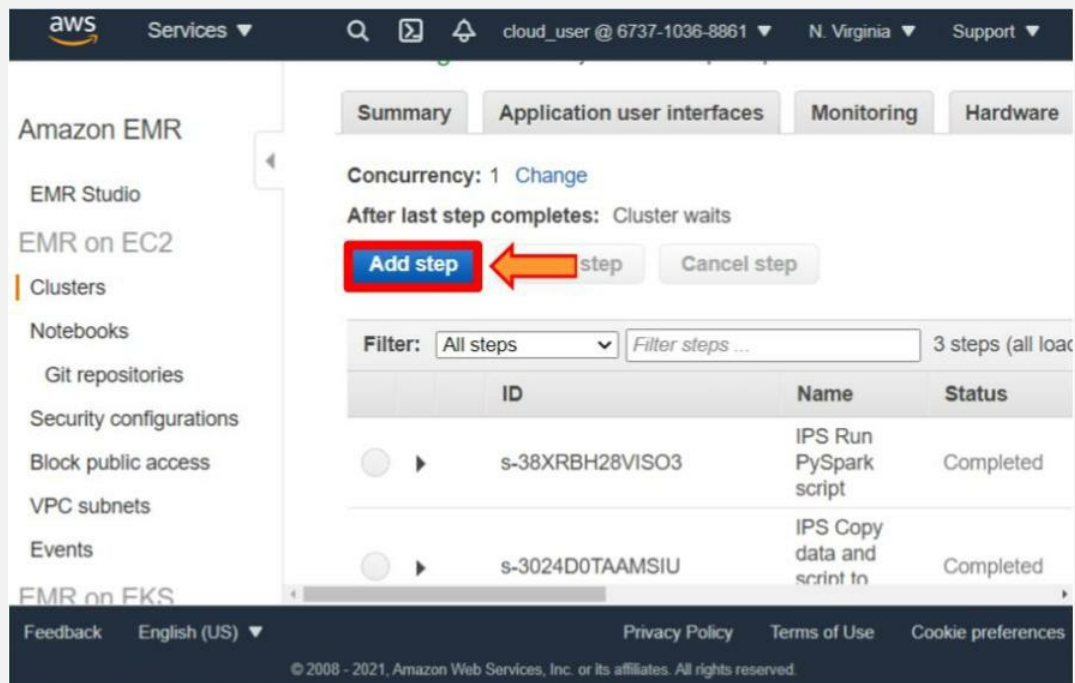 aws Services ▼ cloud_user @ 6737-1036-8861 ▼ N. Virginia ▼ Support ▼
Amazon EMR
EMR Studio
EMR on EC2
Clusters
Notebooks
Git repositories
Security configurations
Block public access
VPC subnets
Events
EMR on EKS
Summary Application user interfaces Monitoring Hardware
Concurrency: 1 Change
After last step completes: Cluster waits
Add step step Cancel step
Filter: All steps Filter steps ... 3 steps (all load
ID Name Status
s-38XRBH28VISO3 IPS Run PySpark script Completed
s-3024D0TAAMSIU IPS Copy data and script to Completed
Feedback English (US) ▼ Privacy Policy Terms of Use Cookie preferences
© 2008 - 2021, Amazon Web Services, Inc. or its affiliates. All rights reserved.